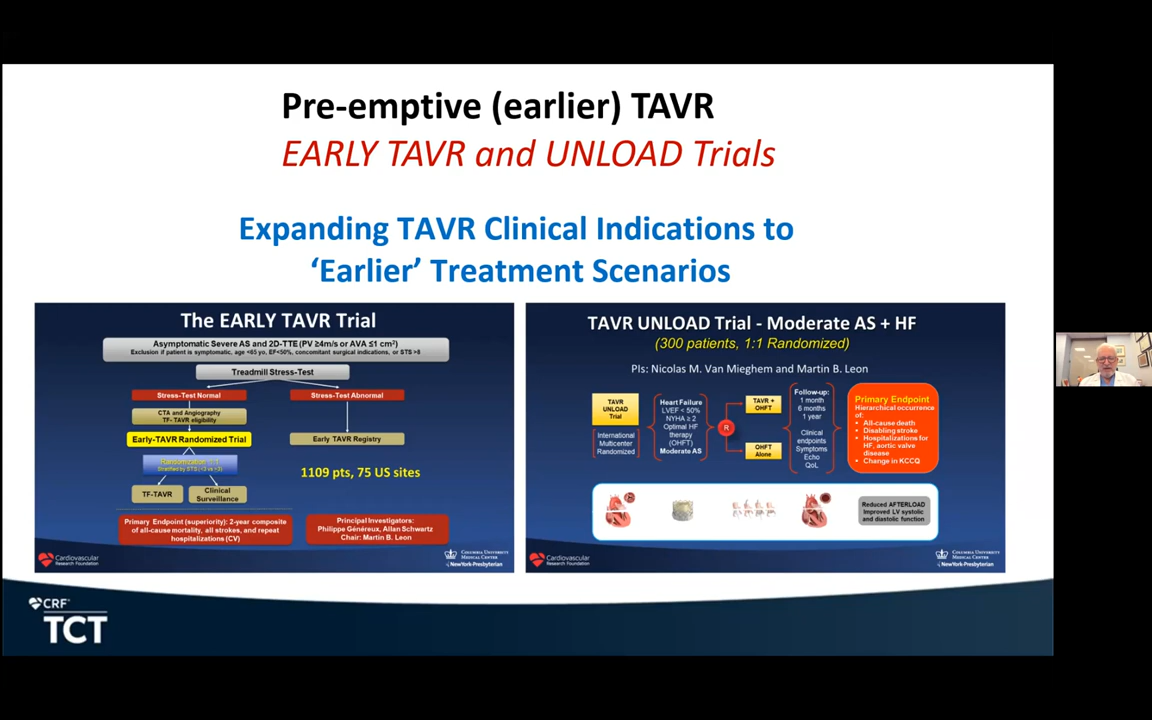 Pre-emptive (earlier) TAVR
EARLY TAVR and UNLOAD Trials
Expanding TAVR Clinical Indications to
‘Earlier’ Treatment Scenarios
The EARLY TAVR Trial
Asymptomatic Severe AS and 2D-TTE (PV ≥4m/s or AVA ≤1 cm²)
Exclusion if patient is symptomatic, age <65 yo, EF<50%, concomitant surgical indications, or STS >8
Treadmill Stress-Test
Stress-Test Normal
Stress-Test Abnormal
CTA and Angiography
TF- TAVR eligibility
Early-TAVR Randomized Trial
Early TAVR Registry
Randomization 1:1
Stratified by STS (<3 vs >3)
1109 pts, 75 US sites
TF-TAVR
Clinical
Surveillance
Primary Endpoint (superiority): 2-year composite
of all-cause mortality, all strokes, and repeat
hospitalizations (CV)
Principal Investigators:
Philippe Généreux, Allan Schwartz
Chair: Martin B. Leon
Cardiovascular
Research Foundation
COLUMBIA UNIVERSITY
MEDICAL CENTER
NewYork-Presbyterian
TAVR UNLOAD Trial - Moderate AS + HF
(300 patients, 1:1 Randomized)
PIs: Nicolas M. Van Mieghem and Martin B. Leon
TAVR
UNLOAD
Trial
International
Multicenter
Randomized
Heart Failure
LVEF < 50%
NYHA ≥ 2
Optimal HF
therapy
(OHFT)
Moderate AS
R
TAVR +
OHFT
OHFT
Alone
Follow-up:
1 month
6 months
1 year
Clinical
endpoints
Symptoms
Echo
QoL
Primary Endpoint
Hierarchical occurrence
of:
• All-cause death
• Disabling stroke
• Hospitalizations for
HF, aortic valve
disease
• Change in KCCQ
Reduced AFTERLOAD
Improved LV systolic
and diastolic function
Cardiovascular
Research Foundation
COLUMBIA UNIVERSITY
MEDICAL CENTER
NewYork-Presbyterian
CRF
TCT